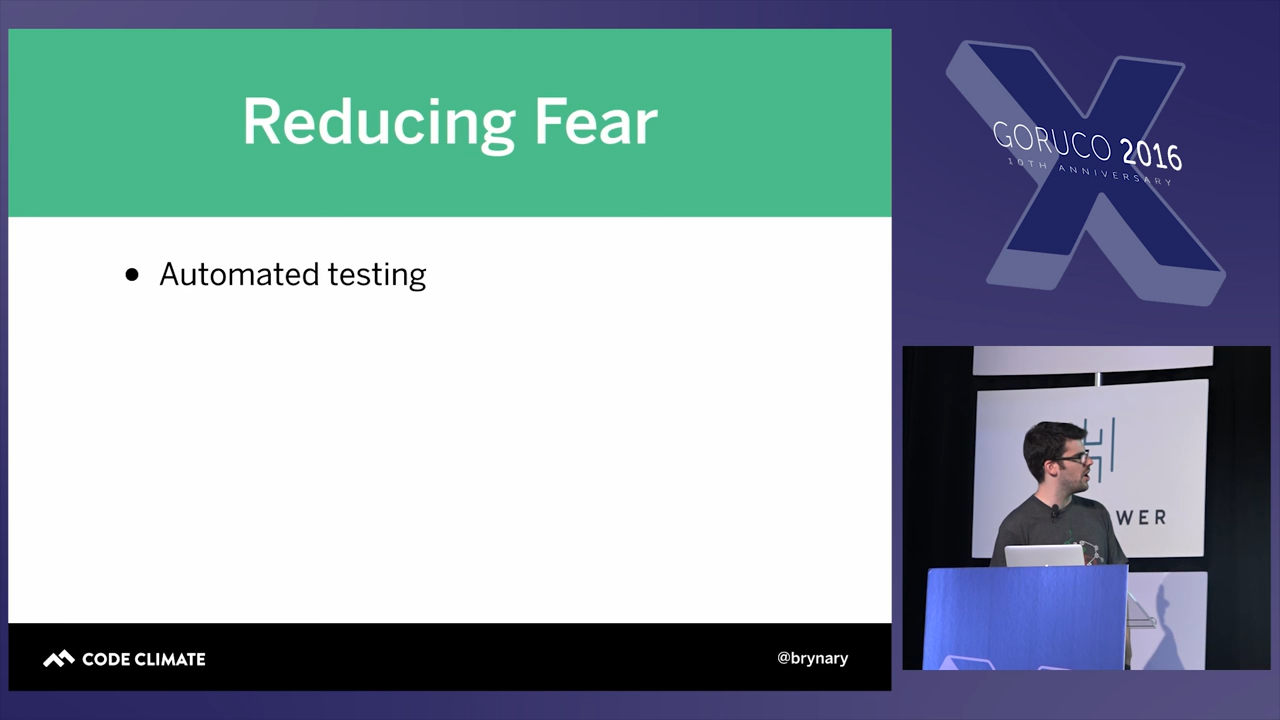 Reducing Fear
• Automated testing
CODE CLIMATE
@brynary
GORUCO 2016
10TH ANNIVERSARY
WER